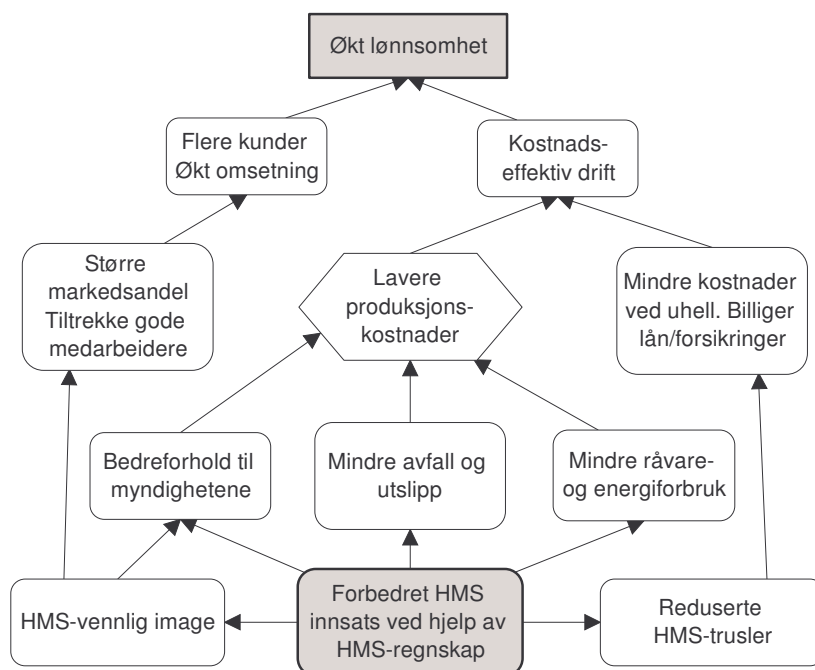 Økt lønnsomhet
Flere kunder
Økt omsetning
Kostnads-
effektiv drift
Større
markedsandel
Tiltrekke gode
medarbeidere
Lavere
produksjons-
kostnader
Mindre kostnader
ved uhell. Billiger
lån/forsikringer
Bedreforhold til
myndighetene
Mindre avfall og
utslipp
Mindre råvare-
og energiforbruk
HMS-vennlig image
Forbedret HMS
innsats ved hjelp av
HMS-regnskap
Reduserte
HMS-trusler